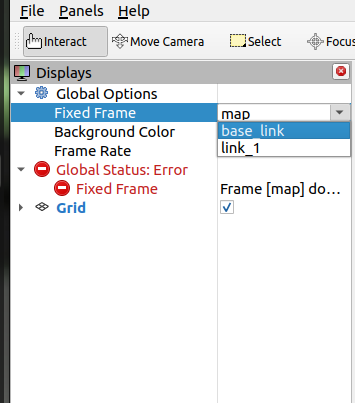 File Panels Help
Interact Move Camera Select Focus
Displays
Global Options
Fixed Frame map
base_link
Background Color
link_1
Frame Rate
Global Status: Error
Fixed Frame Frame [map] do...
Grid